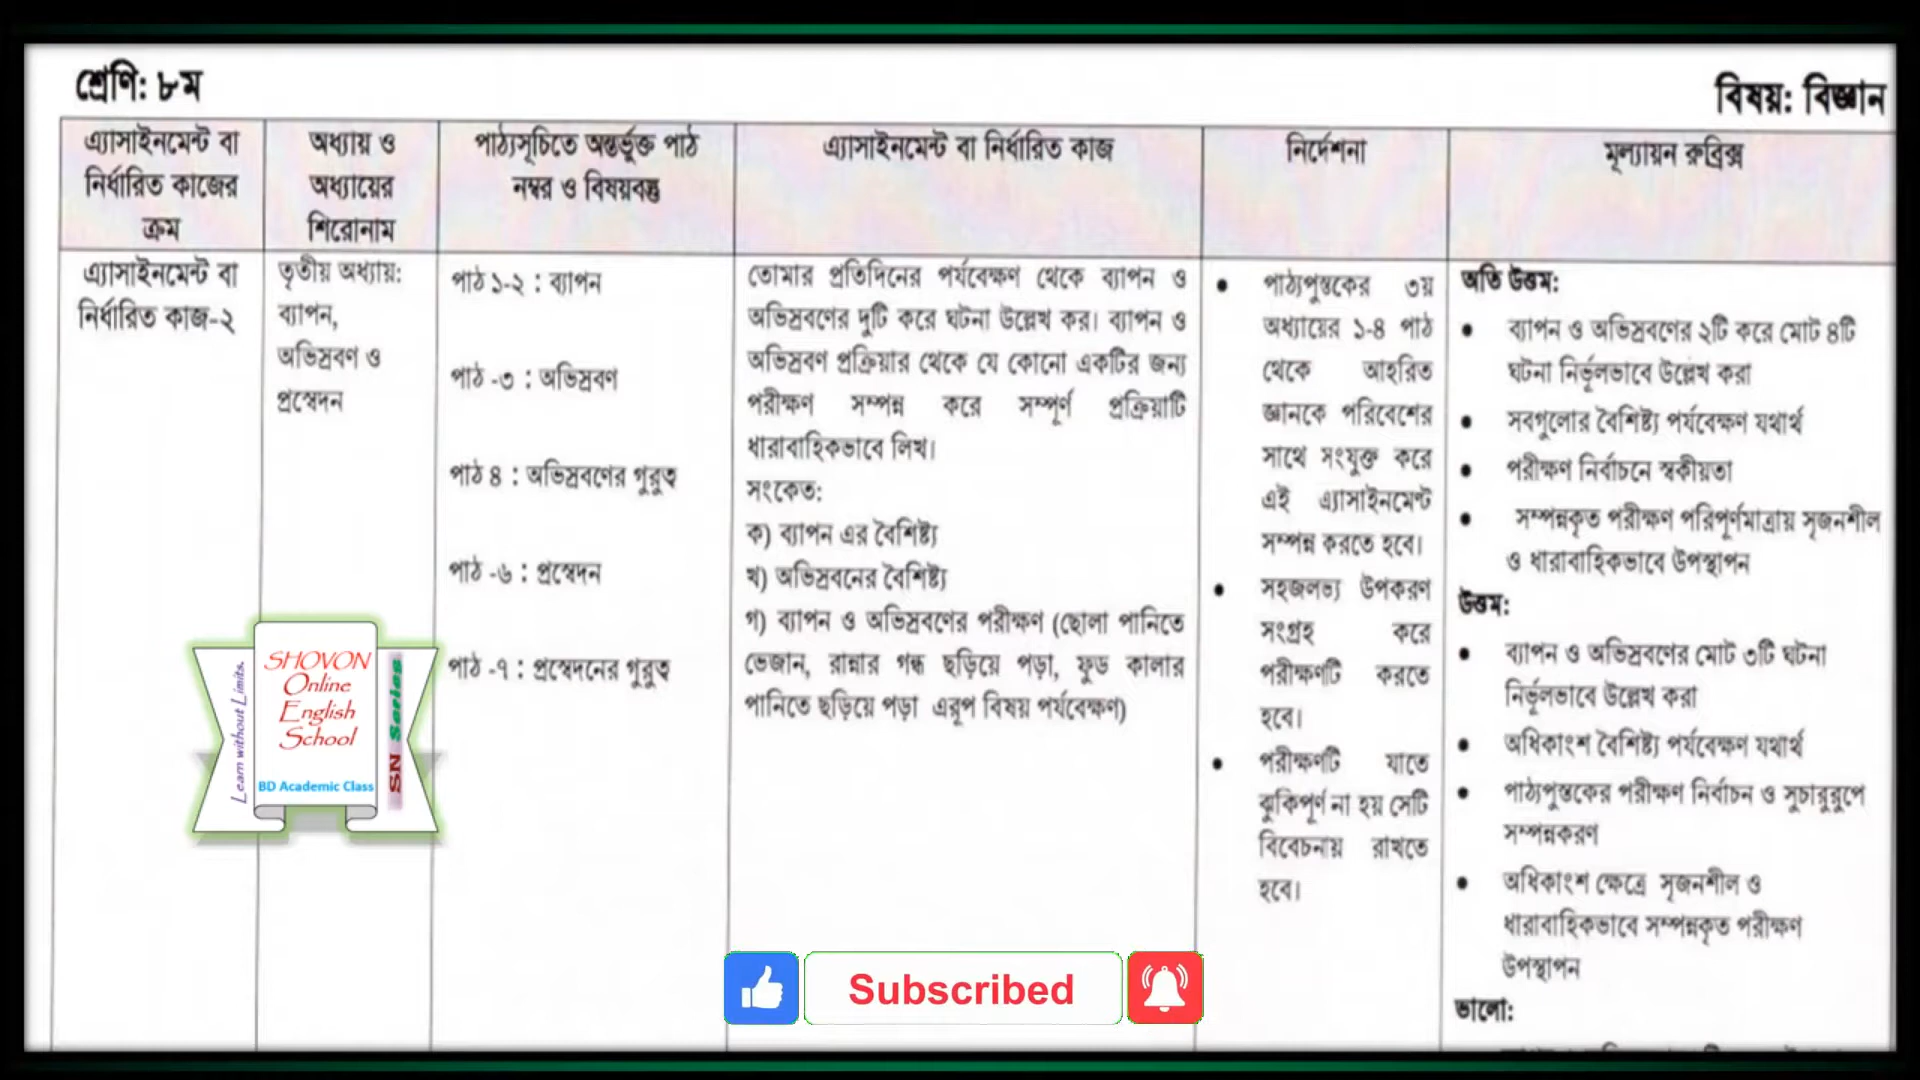 শ্রেণি: ৮ম
বিষয়: বিজ্ঞান
এ্যাসাইনমেন্ট বা
নির্ধারিত কাজের
ক্রম
অধ্যায় ও
অধ্যায়ের
শিরোনাম
পাঠ্যসূচিতে অন্তর্ভুক্ত পাঠ
নম্বর ও বিষয়বস্তু
এ্যাসাইনমেন্ট বা নির্ধারিত কাজ
নির্দেশনা
মূল্যায়ন রুব্রিক্স
এ্যাসাইনমেন্ট বা
নির্ধারিত কাজ-২
তৃতীয় অধ্যায়:
ব্যাপন,
অভিস্রবণ ও
প্রস্বেদন
পাঠ ১-২ : ব্যাপন
পাঠ -৩ : অভিস্রবণ
পাঠ ৪ : অভিস্রবণের গুরুত্ব
পাঠ -৬ : প্রস্বেদন
পাঠ -৭ : প্রস্বেদনের গুরুত্ব
তোমার প্রতিদিনের পর্যবেক্ষণ থেকে ব্যাপন ও
অভিস্রবণের দুটি করে ঘটনা উল্লেখ কর। ব্যাপন ও
অভিস্রবণ প্রক্রিয়ার থেকে যে কোনো একটির জন্য
পরীক্ষণ সম্পন্ন করে সম্পূর্ণ প্রক্রিয়াটি
ধারাবাহিকভাবে লিখ।
সংকেত:
ক) ব্যাপন এর বৈশিষ্ট্য
খ) অভিস্রবনের বৈশিষ্ট্য
গ) ব্যাপন ও অভিস্রবণের পরীক্ষণ (ছোলা পানিতে
ভেজান, রান্নার গন্ধ ছড়িয়ে পড়া, ফুড কালার
পানিতে ছড়িয়ে পড়া এরূপ বিষয় পর্যবেক্ষণ)
• পাঠ্যপুস্তকের ৩য়
অধ্যায়ের ১-৪ পাঠ
থেকে আহরিত
জ্ঞানকে পরিবেশের
সাথে সংযুক্ত করে
এই এ্যাসাইনমেন্ট
সম্পন্ন করতে হবে।
• সহজলভ্য উপকরণ
সংগ্রহ করে
পরীক্ষণটি করতে
হবে।
• পরীক্ষণটি যাতে
ঝুকিপূর্ণ না হয় সেটি
বিবেচনায় রাখতে
হবে।
অতি উত্তম:
• ব্যাপন ও অভিস্রবণের ২টি করে মোট ৪টি
ঘটনা নির্ভূলভাবে উল্লেখ করা
• সবগুলোর বৈশিষ্ট্য পর্যবেক্ষণ যথার্থ
• পরীক্ষণ নির্বাচনে স্বকীয়তা
• সম্পন্নকৃত পরীক্ষণ পরিপূর্ণমাত্রায় সৃজনশীল
ও ধারাবাহিকভাবে উপস্থাপন
উত্তম:
• ব্যাপন ও অভিস্রবণের মোট ৩টি ঘটনা
নির্ভূলভাবে উল্লেখ করা
• অধিকাংশ বৈশিষ্ট্য পর্যবেক্ষণ যথার্থ
• পাঠ্যপুস্তকের পরীক্ষণ নির্বাচন ও সুচারুরুপে
সম্পন্নকরণ
• অধিকাংশ ক্ষেত্রে সৃজনশীল ও
ধারাবাহিকভাবে সম্পন্নকৃত পরীক্ষণ
উপস্থাপন
ভালো:
Learn without Limits.
SHOVON
Online
English
School
BD Academic Class
SN Series
Subscribed